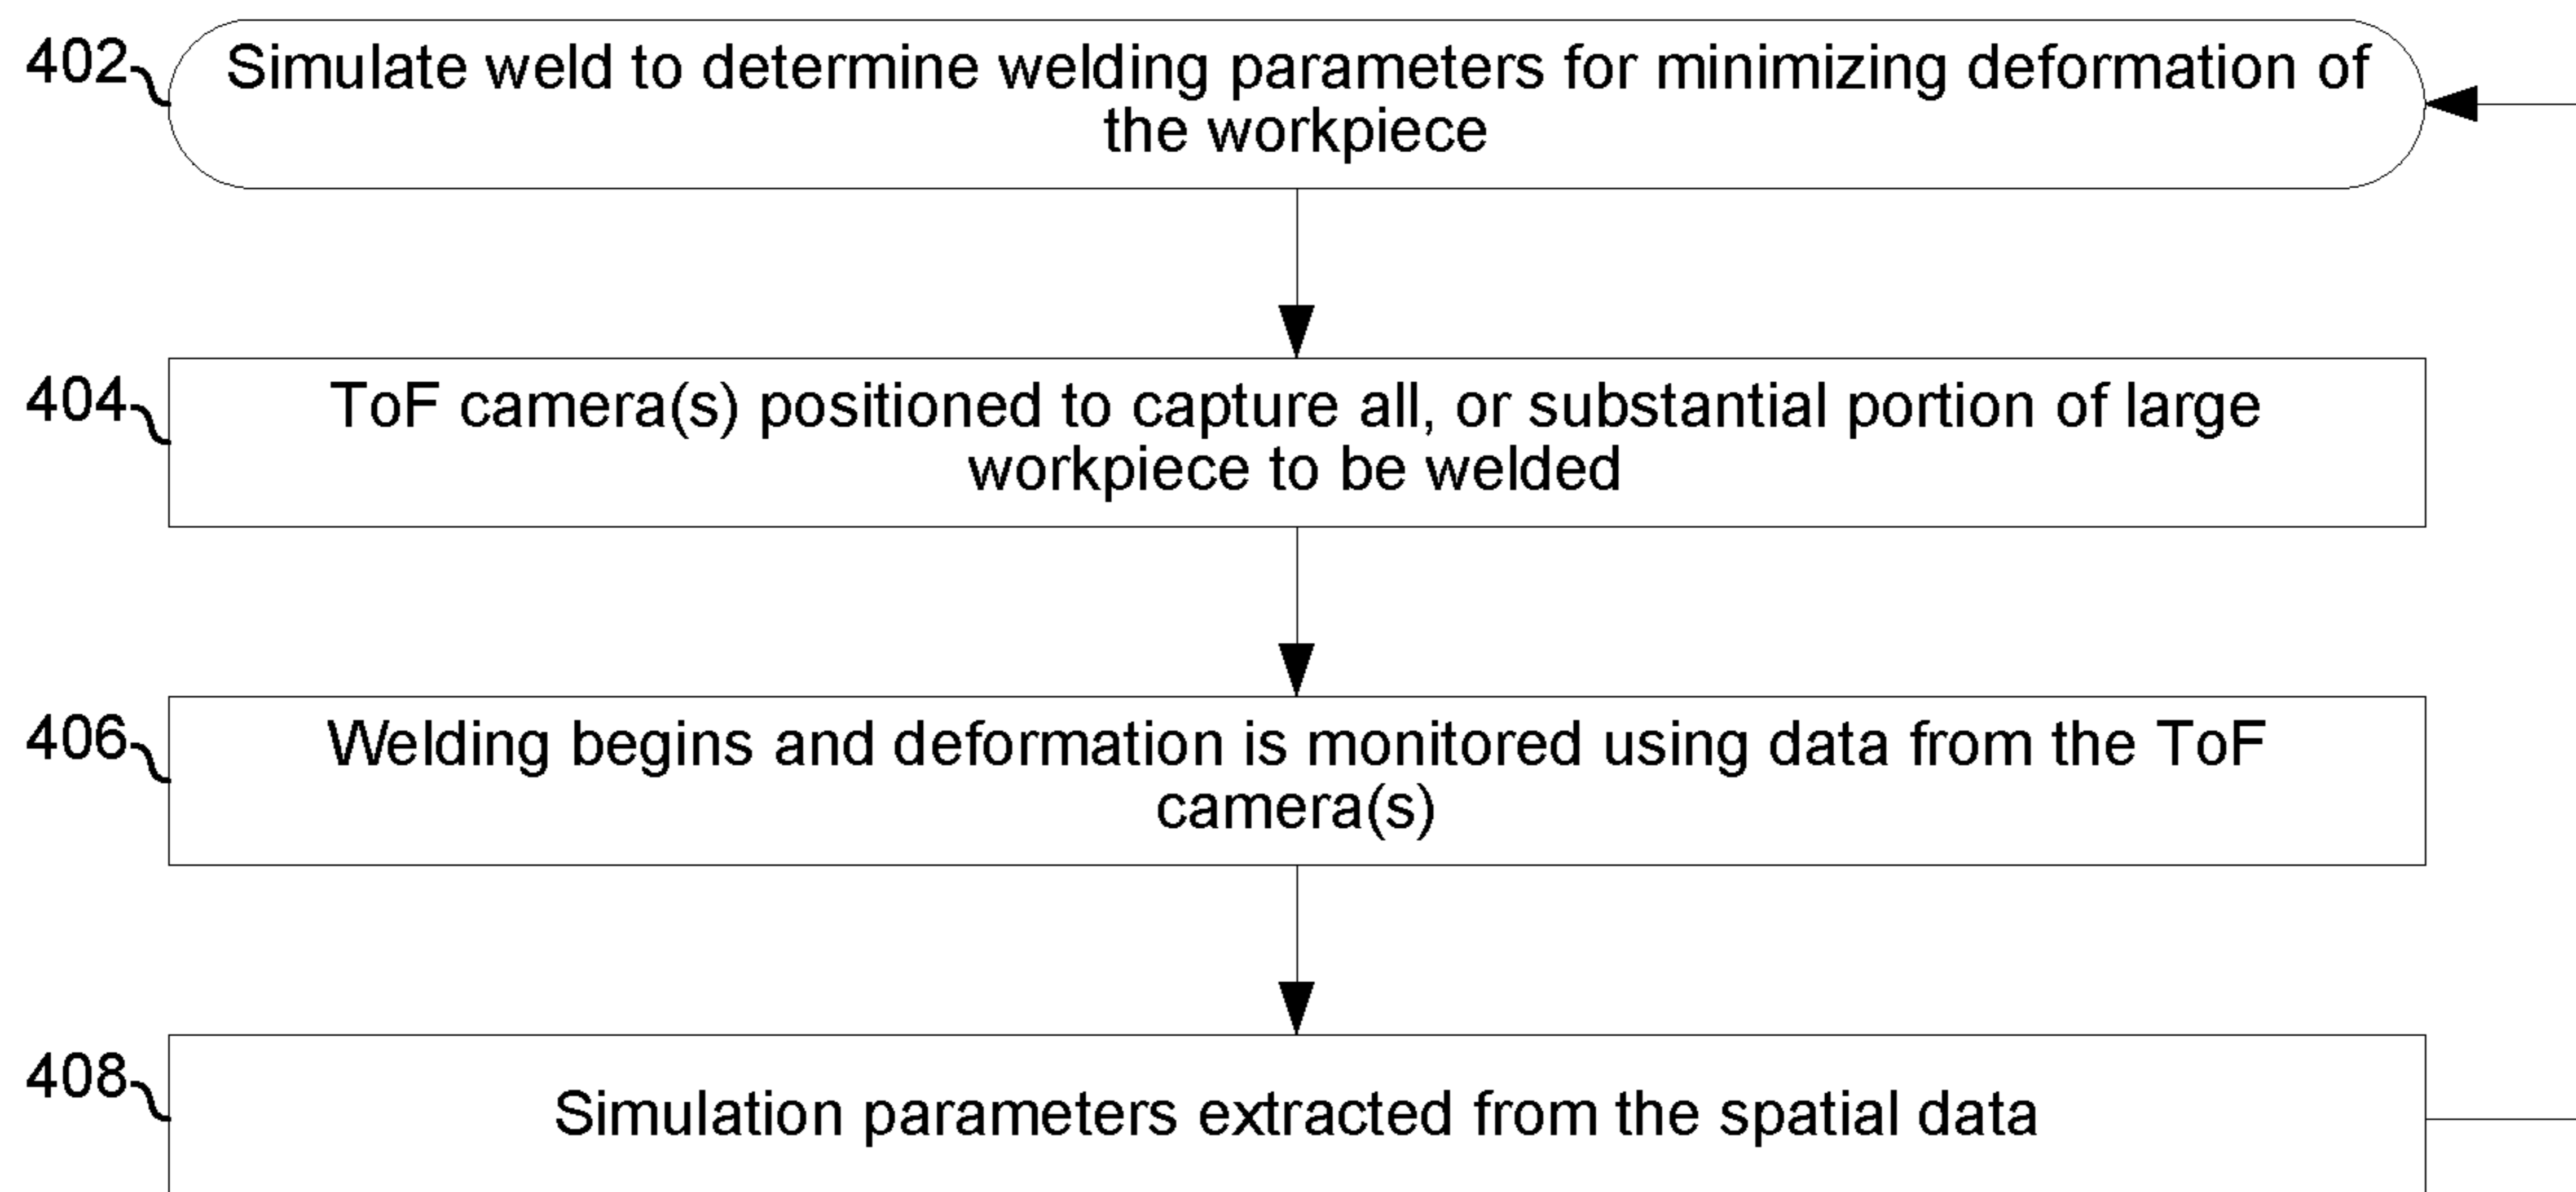 402
Simulate weld to determine welding parameters for minimizing deformation of
the workpiece
404
ToF camera(s) positioned to capture all, or substantial portion of large
workpiece to be welded
406
Welding begins and deformation is monitored using data from the ToF
camera(s)
408
Simulation parameters extracted from the spatial data